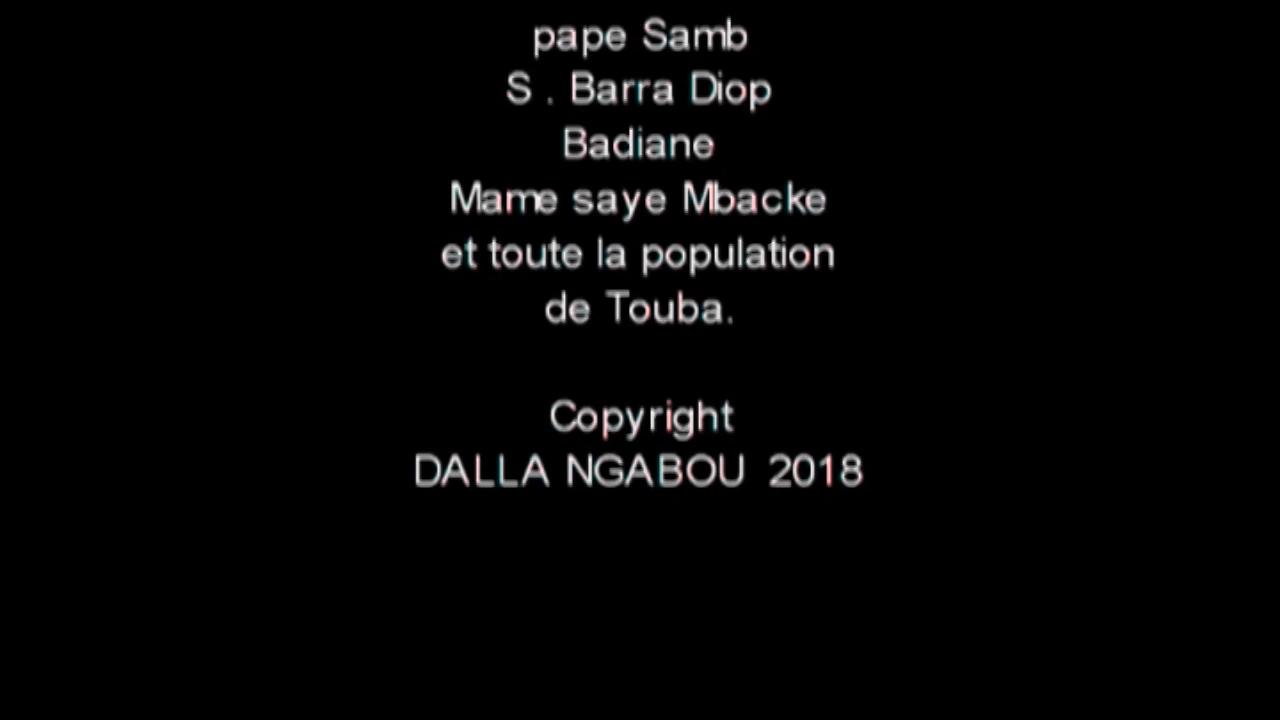 pape Samb
S . Barra Diop
Badiane
Mame saye Mbacke
et toute la population
de Touba.
Copyright
DALLA NGABOU 2018